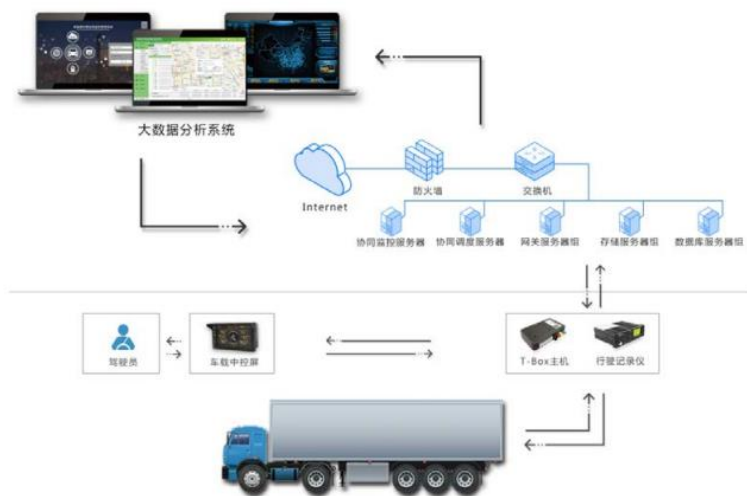 大数据分析系统
Internet
防火墙
交换机
协同监控服务器
协同调度服务器
网关服务器组
存储服务器组
数据库服务器组
驾驶员
车载中控屏
T-Box主机
行驶记录仪